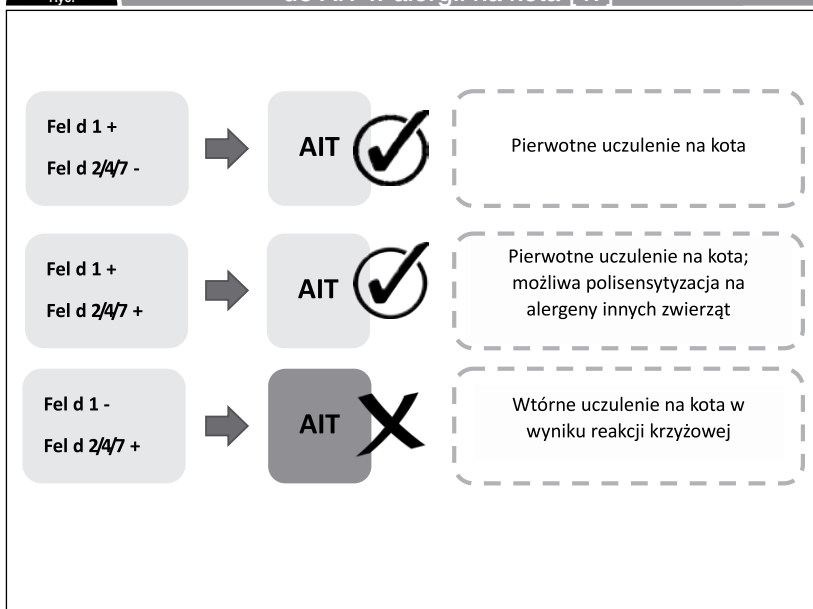 Fel d 1 +
Fel d 2/4/7 -
AIT
Pierwotne uczulenie na kota
Fel d 1 +
Fel d 2/4/7 +
AIT
Pierwotne uczulenie na kota;
możliwa polisensytyzacja na
alergeny innych zwierząt
Fel d 1 -
Fel d 2/4/7 +
AIT
Wtórne uczulenie na kota w
wyniku reakcji krzyżowej